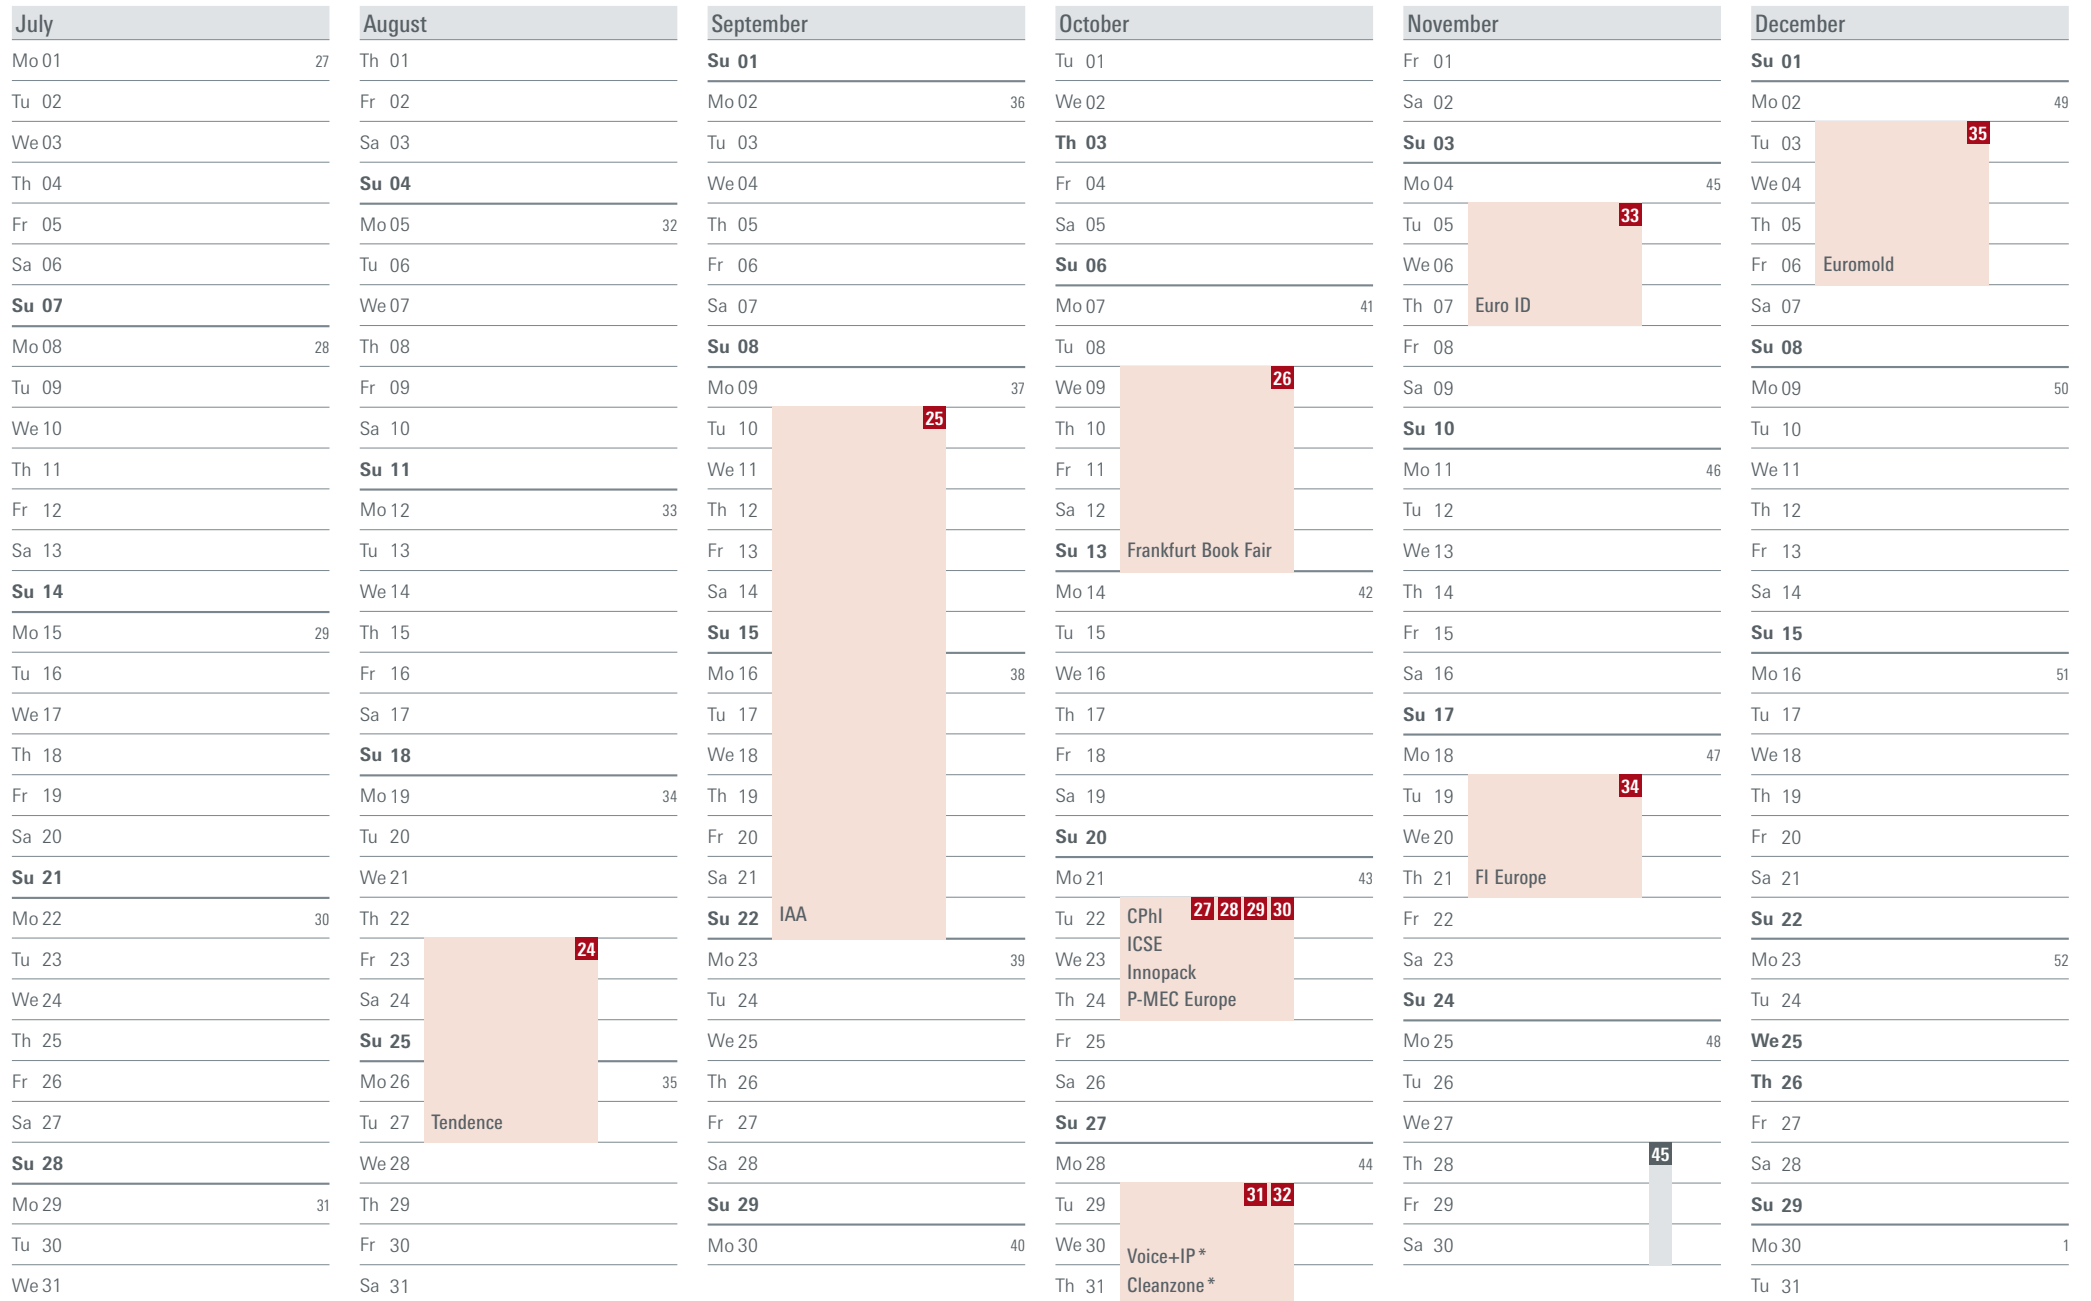 July
Mo 01 27
Tu 02
We 03
Th 04
Fr 05
Sa 06
Su 07
Mo 08 28
Tu 09
We 10
Th 11
Fr 12
Sa 13
Su 14
Mo 15 29
Tu 16
We 17
Th 18
Fr 19
Sa 20
Su 21
Mo 22 30
Tu 23
We 24
Th 25
Fr 26
Sa 27
Su 28
Mo 29 31
Tu 30
We 31
August
Th 01
Fr 02
Sa 03
Su 04
Mo 05 32
Tu 06
We 07
Th 08
Fr 09
Sa 10
Su 11
Mo 12 33
Tu 13
We 14
Th 15
Fr 16
Sa 17
Su 18
Mo 19 34
Tu 20
We 21
Th 22
Fr 23 24
Sa 24
Su 25
Mo 26 35
Tu 27 Tendence
We 28
Th 29
Fr 30
Sa 31
September
Su 01
Mo 02 36
Tu 03
We 04
Th 05
Fr 06
Sa 07
Su 08
Mo 09 37
Tu 10 25
We 11
Th 12
Fr 13
Sa 14
Su 15
Mo 16 38
Tu 17
We 18
Th 19
Fr 20
Sa 21
Su 22 IAA
Mo 23 39
Tu 24
We 25
Th 26
Fr 27
Sa 28
Su 29
Mo 30 40
October
Tu 01
We 02
Th 03
Fr 04
Sa 05
Su 06
Mo 07 41
Tu 08
We 09 26
Th 10
Fr 11
Sa 12
Su 13 Frankfurt Book Fair
Mo 14 42
Tu 15
We 16
Th 17
Fr 18
Sa 19
Su 20
Mo 21 43
Tu 22 CPhI 27 28 29 30
ICSE
We 23
Innopack
Th 24 P-MEC Europe
Fr 25
Sa 26
Su 27
Mo 28 44
Tu 29 31 32
We 30 Voice+IP*
Th 31 Cleanzone*
November
Fr 01
Sa 02
Su 03
Mo 04 45
Tu 05 33
We 06
Th 07 Euro ID
Fr 08
Sa 09
Su 10
Mo 11 46
Tu 12
We 13
Th 14
Fr 15
Sa 16
Su 17
Mo 18 47
Tu 19 34
We 20
Th 21 FI Europe
Fr 22
Sa 23
Su 24
Mo 25 48
Tu 26
We 27
Th 28 45
Fr 29
Sa 30
December
Su 01
Mo 02 49
Tu 03 35
We 04
Th 05
Fr 06 Euromold
Sa 07
Su 08
Mo 09 50
Tu 10
We 11
Th 12
Fr 13
Sa 14
Su 15
Mo 16 51
Tu 17
We 18
Th 19
Fr 20
Sa 21
Su 22
Mo 23 52
Tu 24
We 25
Th 26
Fr 27
Sa 28
Su 29
Mo 30 1
Tu 31